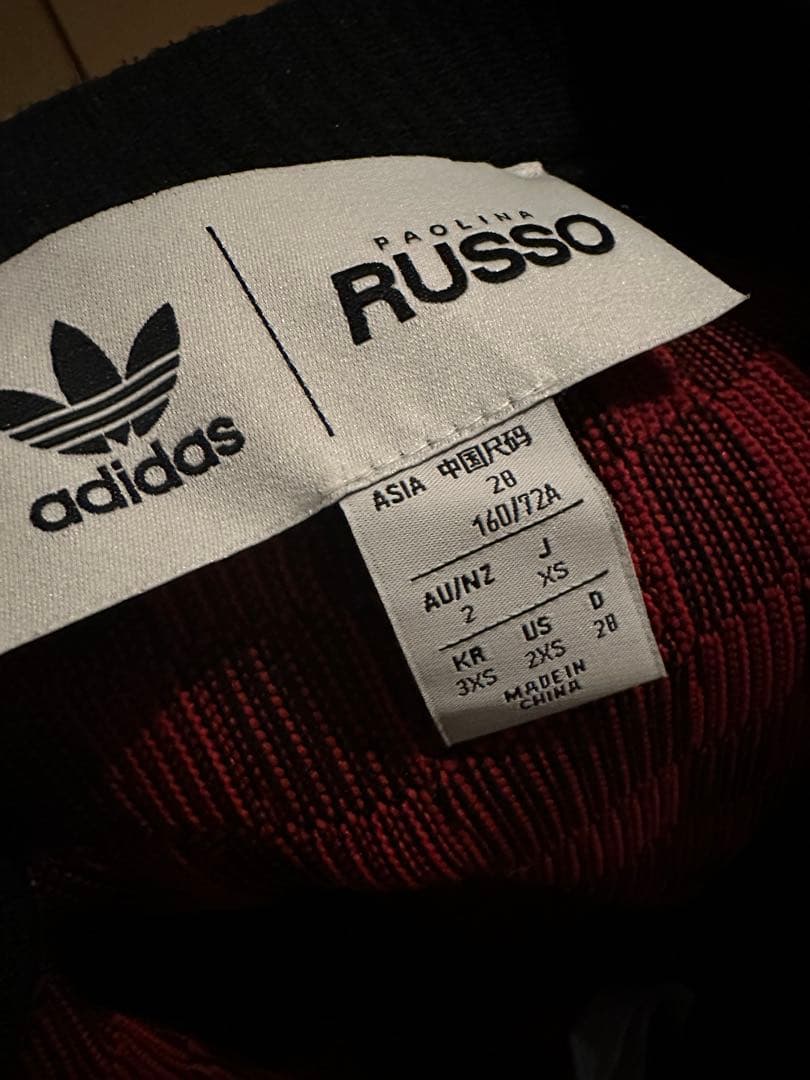 adidas
PAOLINA
RUSSO
ASIA 中国尺码
28
160/72A
AU/NZ J
2 XS
KR US D
3XS 2XS 28
MADE IN
CHINA